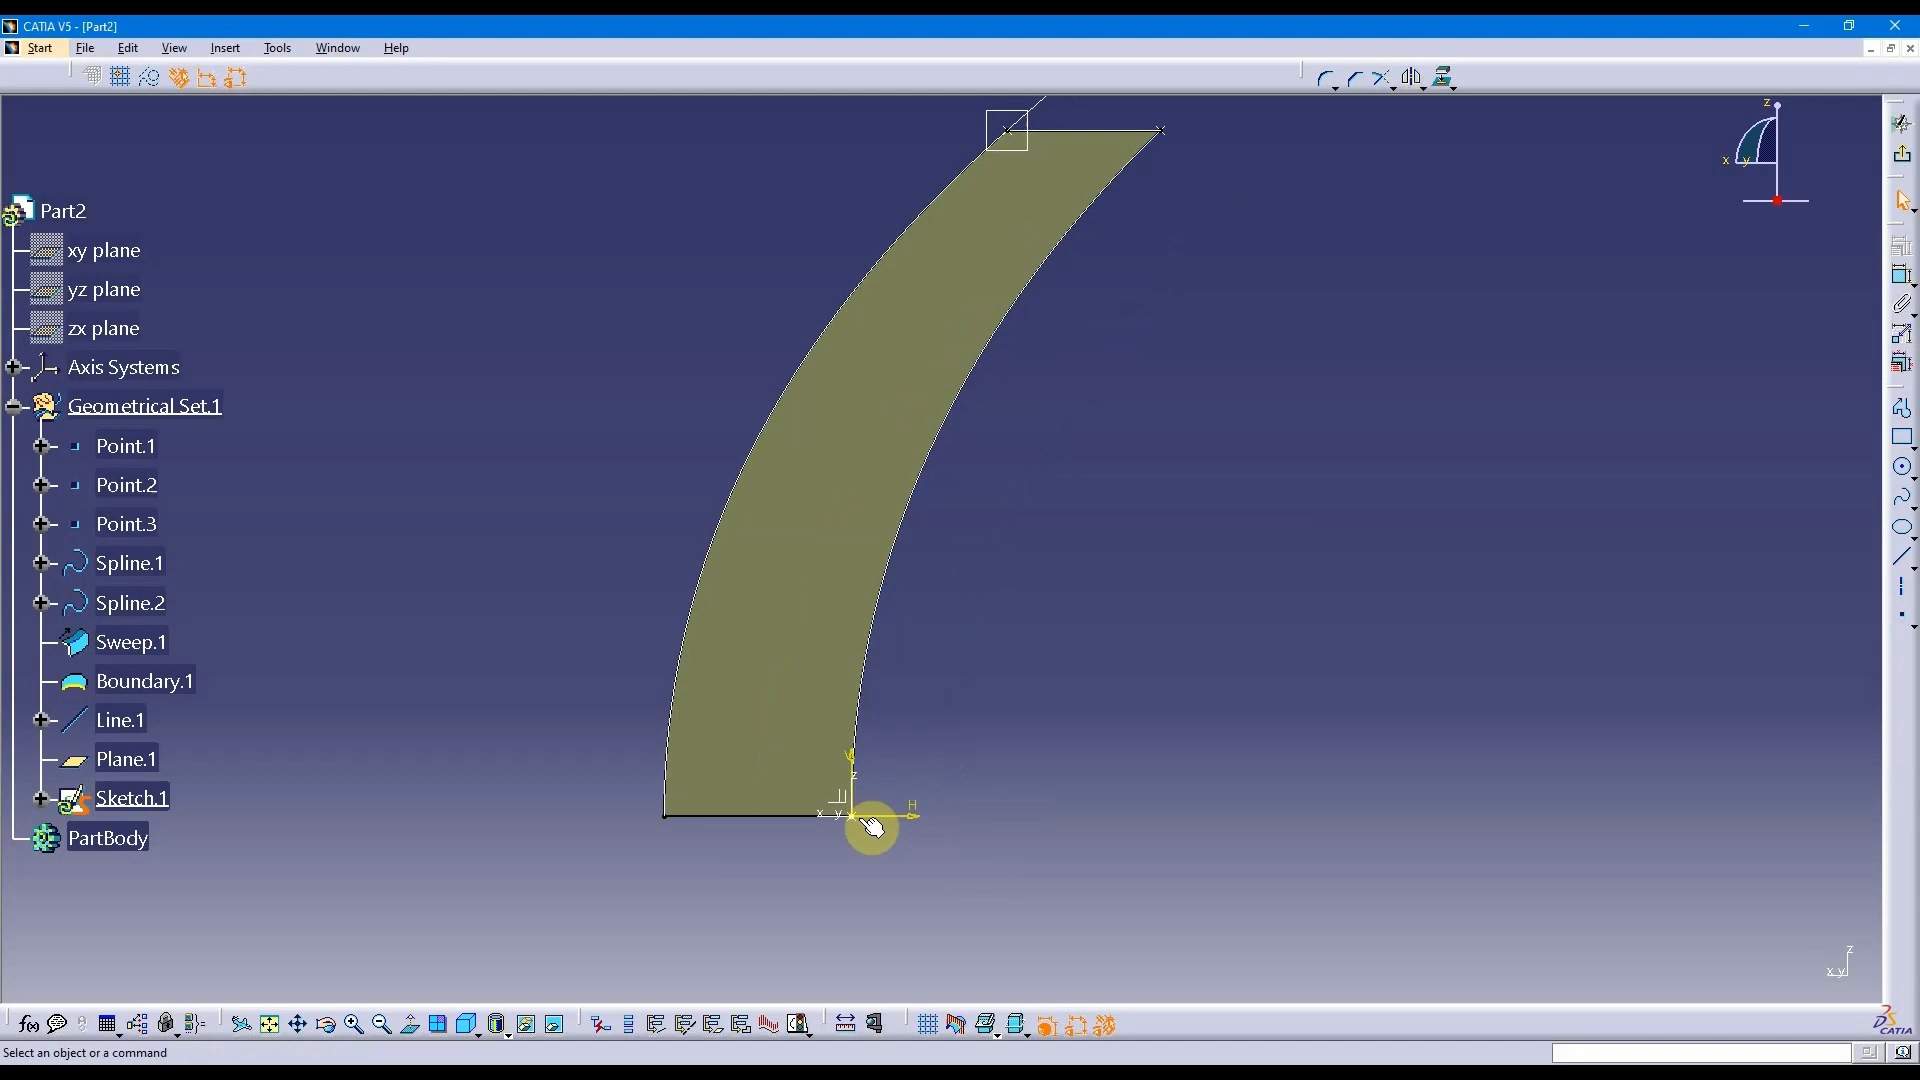 CATIA V5 - [Part2]
Start File Edit View Insert Tools Window Help
z
x y
Part2
xy plane
yz plane
zx plane
Axis Systems
Geometrical Set.1
Point.1
Point.2
Point.3
Spline.1
Spline.2
Sweep.1
Boundary.1
Line.1
Plane.1
Sketch.1
PartBody
V
z
H
x y
z
x y
f(x)
CATIA
Select an object or a command